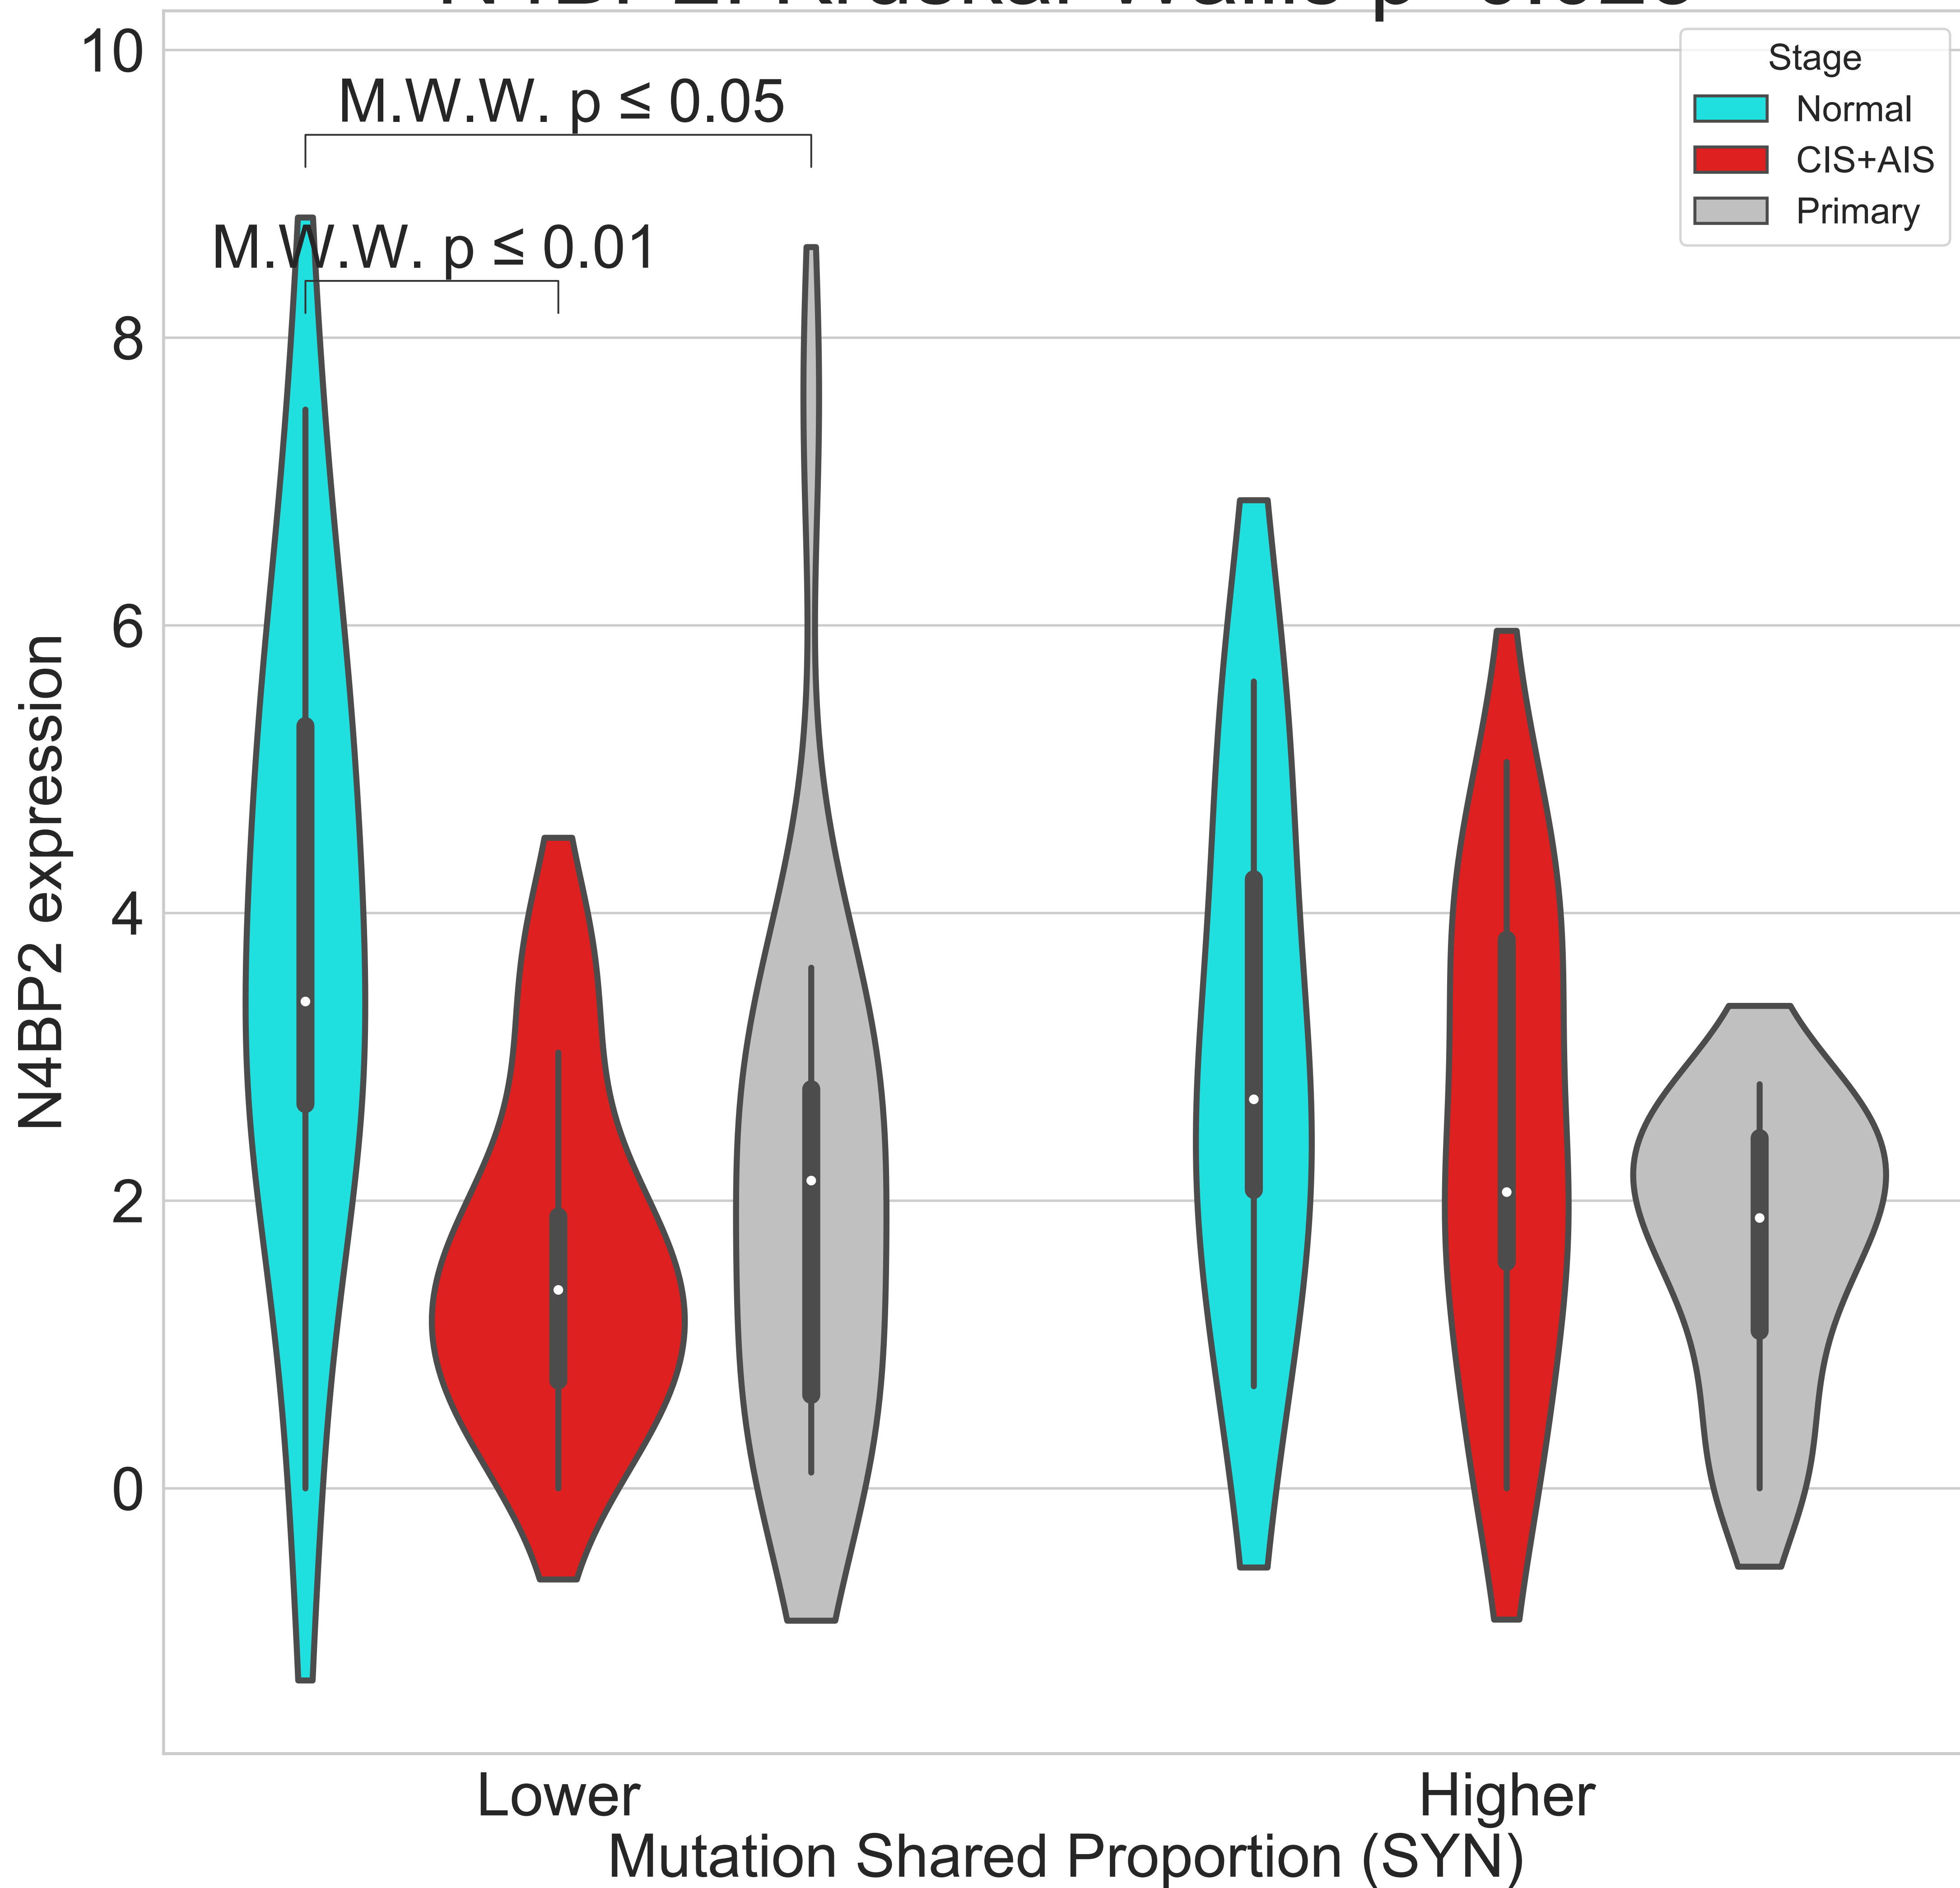 10
M.W.W. p ≤ 0.05
M.W.W. p ≤ 0.01
8
6
4
2
0
N4BP2 expression
Stage
Normal
CIS+AIS
Primary
Lower
Higher
Mutation Shared Proportion (SYN)